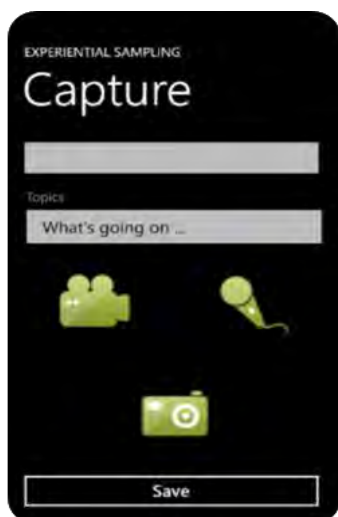 EXPERIENTIAL SAMPLING
Capture
Topics
What's going on ...
Save